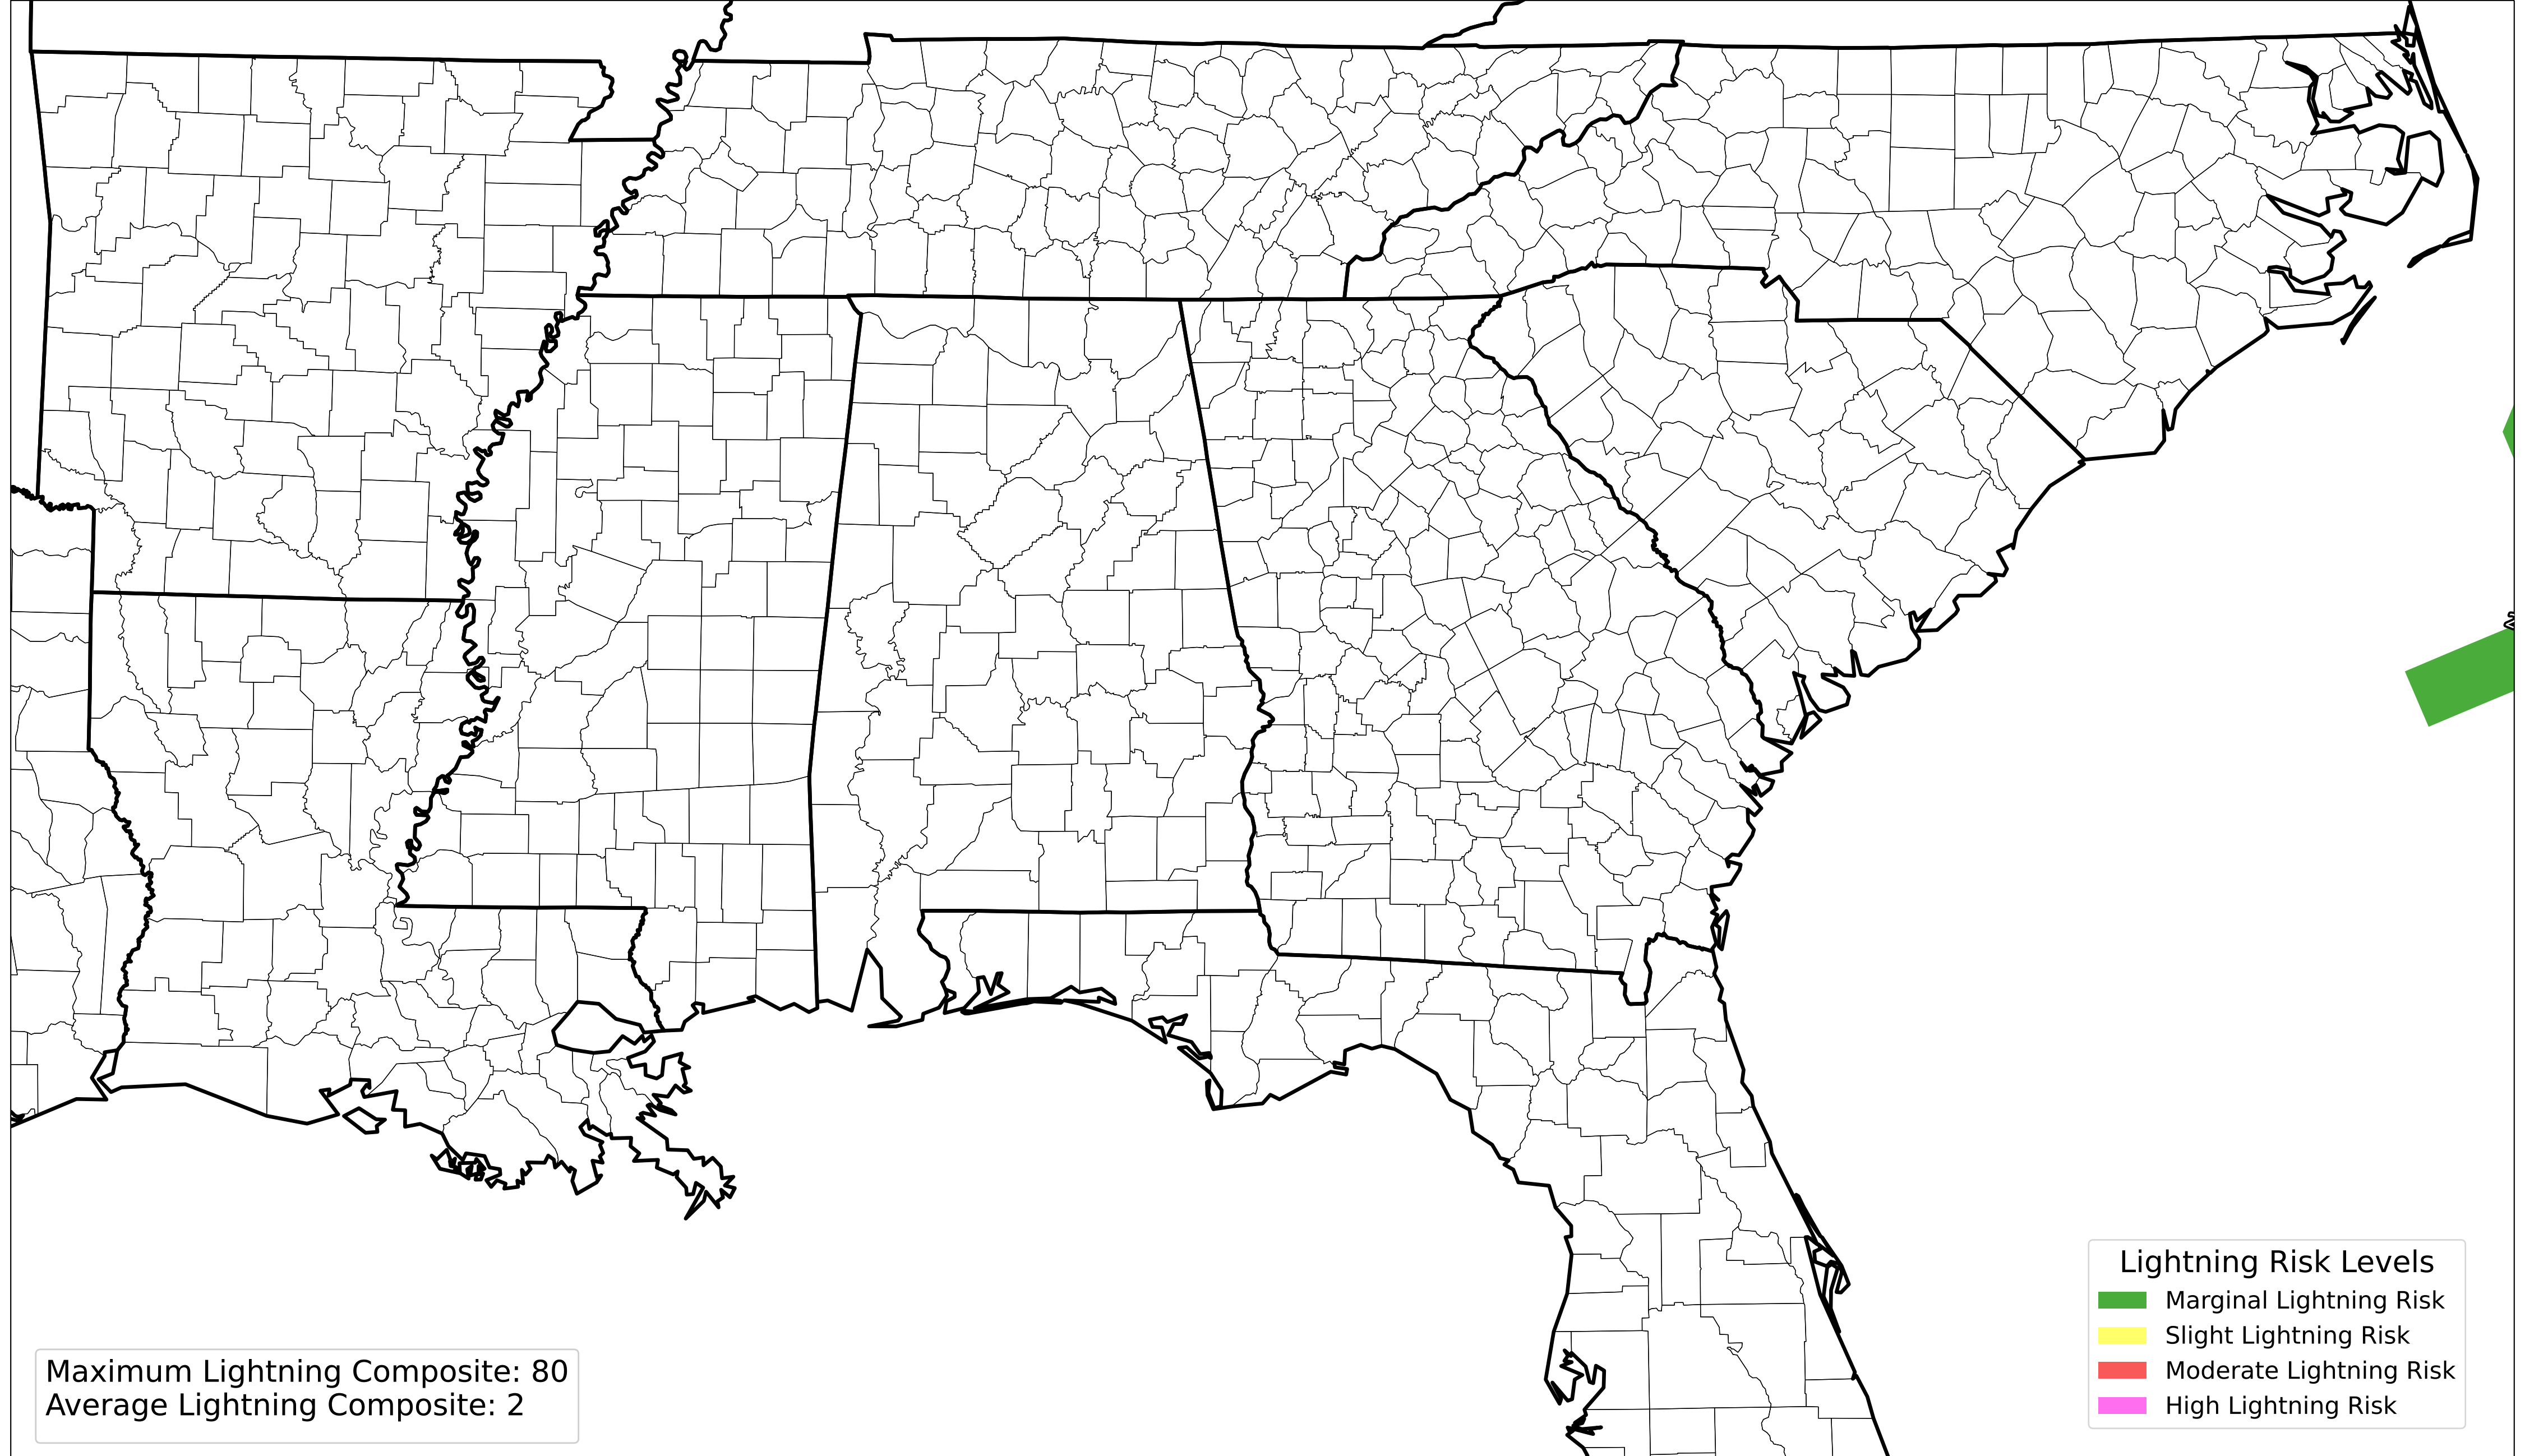 Lightning Risk Levels
Marginal Lightning Risk
Slight Lightning Risk
Moderate Lightning Risk
High Lightning Risk
Maximum Lightning Composite: 80
Average Lightning Composite: 2